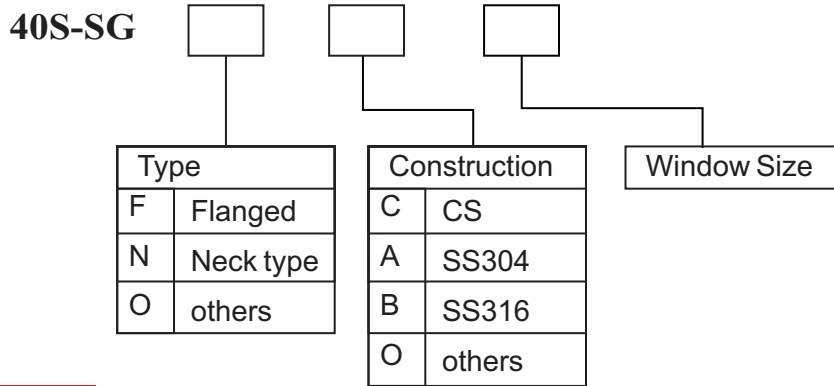 40S-SG
Type Construction Window Size
F Flanged C CS
N Neck type A SS304
O others B SS316
O others